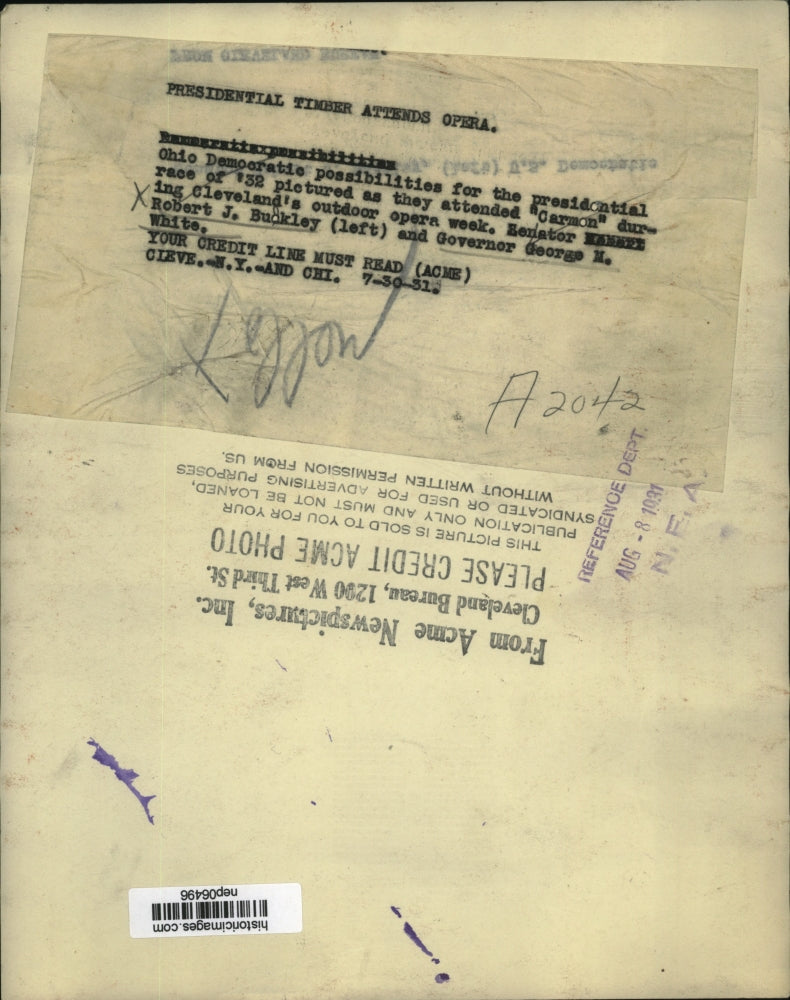 PRESIDENTIAL TIMBER ATTENDS OPERA.
Ohio Democratic possibilities for the presidential
race of '32 pictured as they attended "Carmon" dur-
ing Cleveland's outdoor opera week. Senator
X Robert J. Buckley (left) and Governor George M.
White.
YOUR CREDIT LINE MUST READ (ACME)
CLEVE.-N.Y.-AND CHI. 7-30-31.
A2042
REFERENCE DEPT.
AUG - 8 1931
N. E. A.
From Acme Newspictures, Inc.
Cleveland Bureau, 1200 West Third St.
PLEASE CREDIT ACME PHOTO
THIS PICTURE IS SOLD TO YOU FOR YOUR
PUBLICATION ONLY AND MUST NOT BE LOANED,
SYNDICATED OR USED FOR ADVERTISING PURPOSES
WITHOUT WRITTEN PERMISSION FROM US.
historicimages.com
nep06496